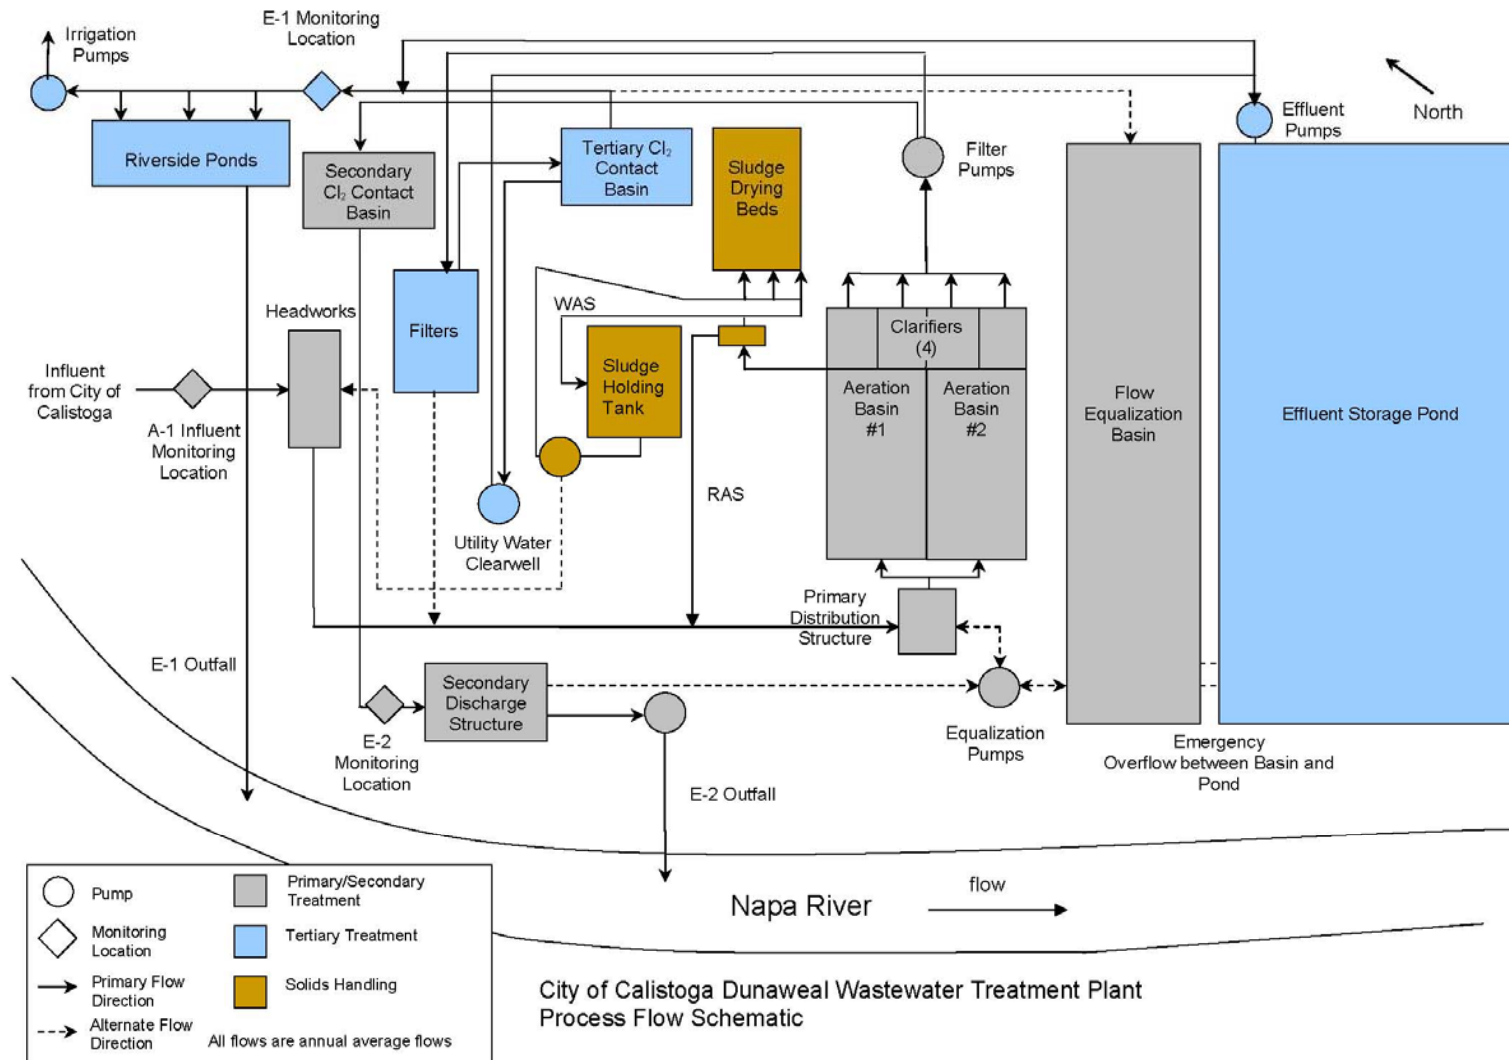 E-1 Monitoring
Location
Irrigation
Pumps
North
Effluent
Pumps
Riverside Ponds
Secondary
Cl₂ Contact
Basin
Tertiary Cl₂
Contact
Basin
Sludge
Drying
Beds
Filter
Pumps
Headworks
Filters
WAS
Sludge
Holding
Tank
Clarifiers
(4)
Aeration
Basin
#1
Aeration
Basin
#2
Flow
Equalization
Basin
Effluent Storage Pond
Influent
from City of
Calistoga
A-1 Influent
Monitoring
Location
RAS
Utility Water
Clearwell
Primary
Distribution
Structure
E-1 Outfall
Secondary
Discharge
Structure
E-2
Monitoring
Location
Equalization
Pumps
Emergency
Overflow between Basin and
Pond
E-2 Outfall
Napa River
flow
Pump
Primary/Secondary
Treatment
Monitoring
Location
Tertiary Treatment
Primary Flow
Direction
Solids Handling
Alternate Flow
Direction
All flows are annual average flows
City of Calistoga Dunaweal Wastewater Treatment Plant
Process Flow Schematic